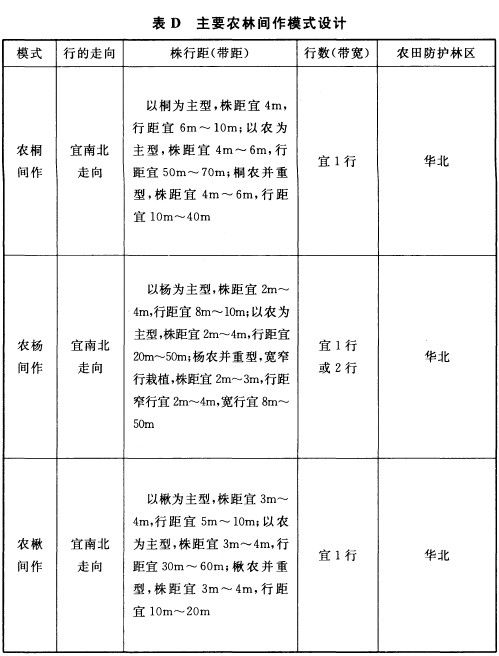 表 D 主要农林间作模式设计
模式 行的走向 株行距(带距) 行数(带宽) 农田防护林区
农桐
间作
宜南北
走向
以桐为主型,株距宜 4m,
行距宜 6m～10m;以农为
主型,株距宜 4m～6m,行
距宜 50m～70m;桐农并重
型,株距宜 4m～6m,行距
宜 10m～40m
宜 1 行
华北
农杨
间作
宜南北
走向
以杨为主型,株距宜 2m～
4m,行距宜 8m～10m;以农为
主型,株距宜 2m～4m,行距宜
20m～50m;杨农并重型,宽窄
行栽植,株距宜 2m～3m,行距
窄行宜 2m～4m,宽行宜 8m～
50m
宜 1 行
或 2 行
华北
农楸
间作
宜南北
走向
以楸为主型,株距宜 3m～
4m,行距宜 5m～10m;以农
为主型,株距宜 3m～4m,行
距宜 30m～60m;楸农并重
型,株距宜 3m～4m,行距
宜 10m～20m
宜 1 行
华北